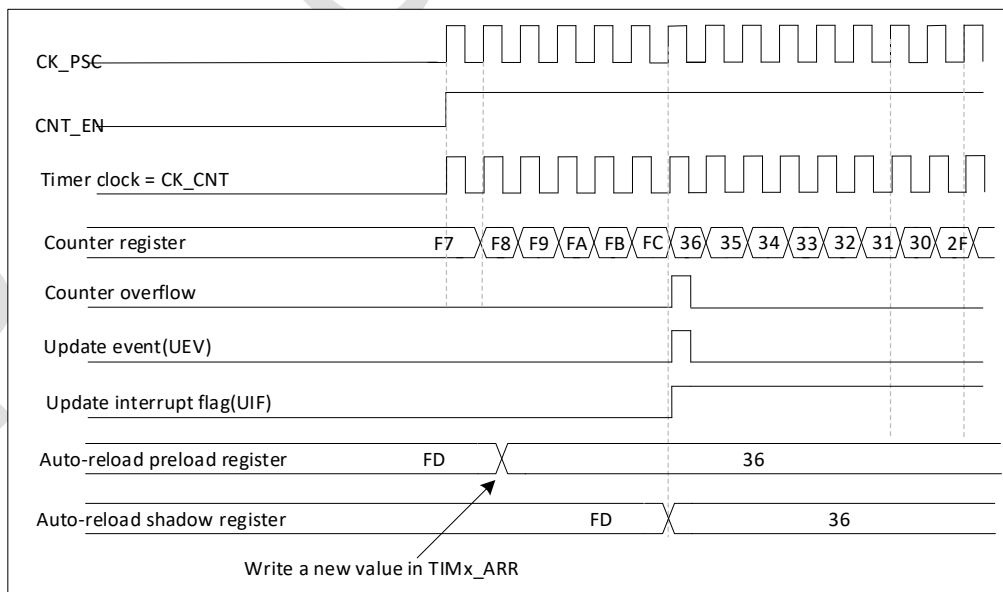 CK_PSC
CNT_EN
Timer clock = CK_CNT
Counter register F7 F8 F9 FA FB FC 36 35 34 33 32 31 30 2F
Counter overflow
Update event(UEV)
Update interrupt flag(UIF)
Auto-reload preload register FD 36
Auto-reload shadow register FD 36
Write a new value in TIMx_ARR